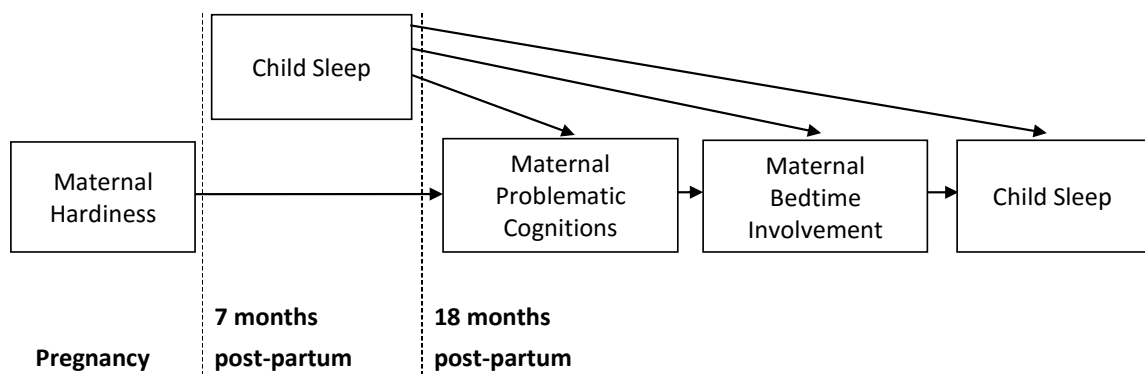 Child Sleep
Maternal
Hardiness
Maternal
Problematic
Cognitions
Maternal
Bedtime
Involvement
Child Sleep
Pregnancy
7 months
post-partum
18 months
post-partum